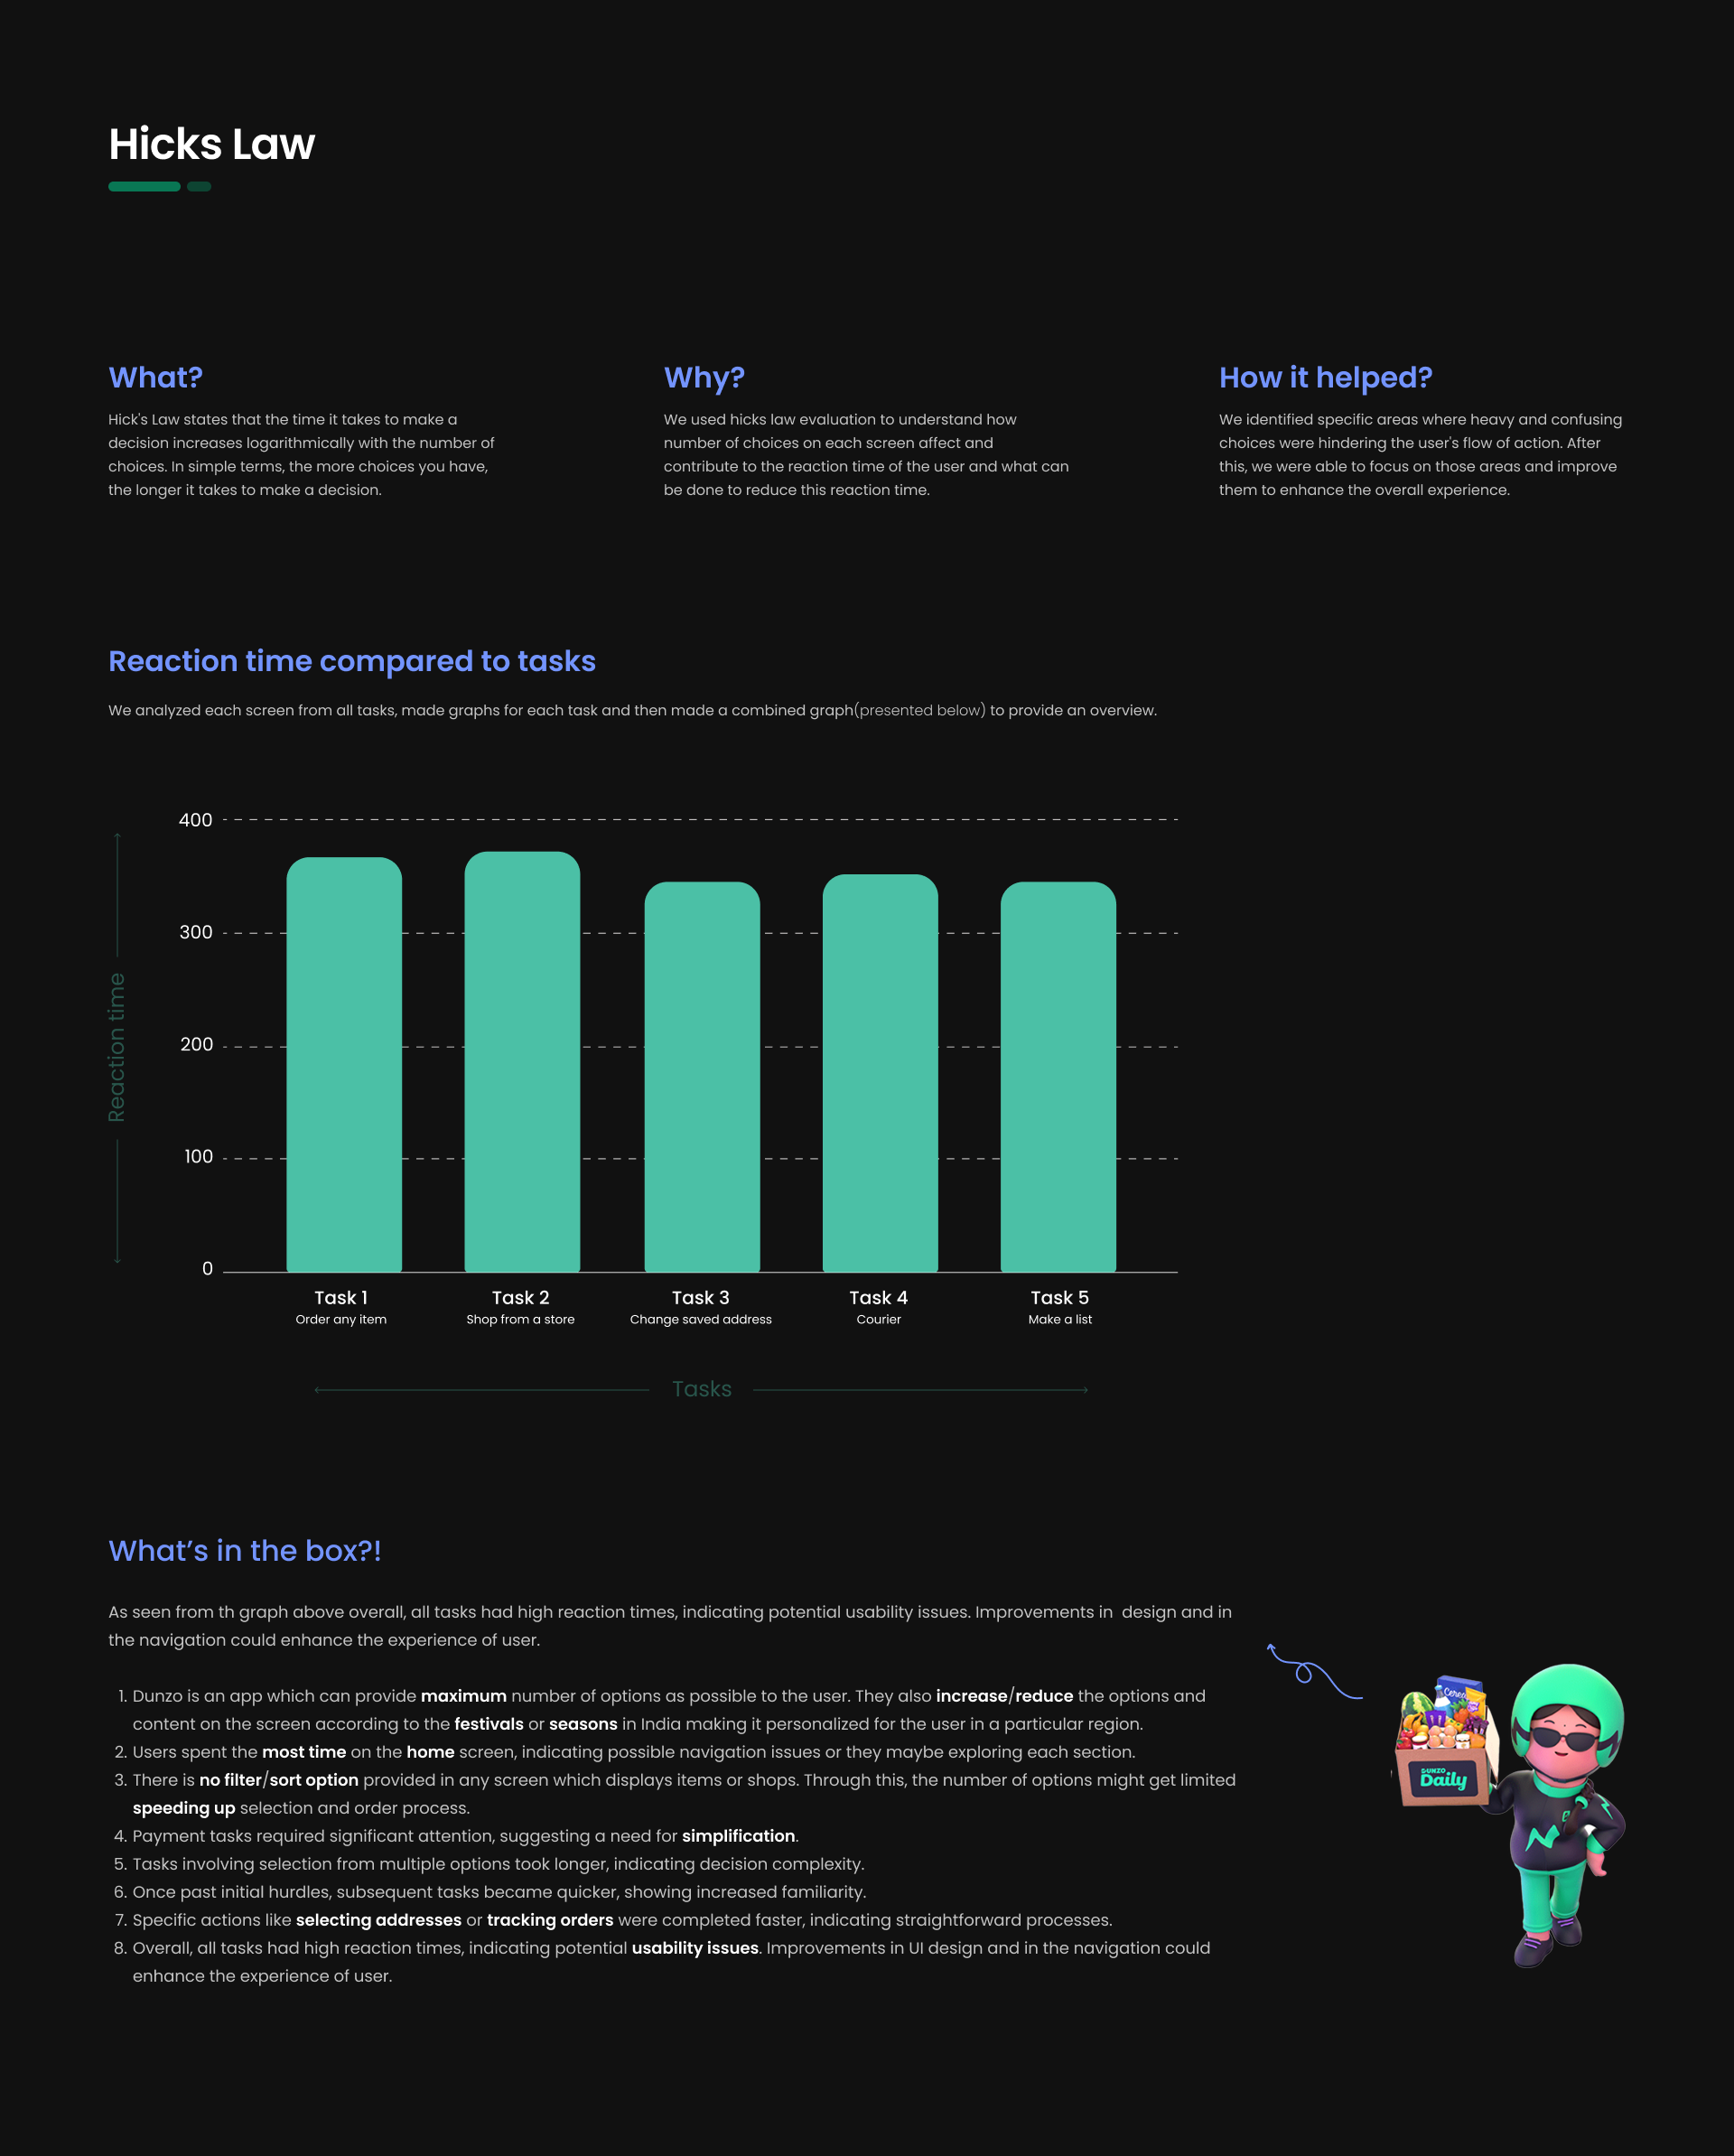 Hicks Law
What?
Hick's Law states that the time it takes to make a
decision increases logarithmically with the number of
choices. In simple terms, the more choices you have,
the longer it takes to make a decision.
Why?
We used hicks law evaluation to understand how
number of choices on each screen affect and
contribute to the reaction time of the user and what can
be done to reduce this reaction time.
How it helped?
We identified specific areas where heavy and confusing
choices were hindering the user's flow of action. After
this, we were able to focus on those areas and improve
them to enhance the overall experience.
Reaction time compared to tasks
We analyzed each screen from all tasks, made graphs for each task and then made a combined graph(presented below) to provide an overview.
Reaction time
400
300
200
100
0
Task 1
Order any item
Task 2
Shop from a store
Task 3
Change saved address
Task 4
Courier
Task 5
Make a list
Tasks
What’s in the box?!
As seen from th graph above overall, all tasks had high reaction times, indicating potential usability issues. Improvements in  design and in
the navigation could enhance the experience of user.
1. Dunzo is an app which can provide maximum number of options as possible to the user. They also increase/reduce the options and
content on the screen according to the festivals or seasons in India making it personalized for the user in a particular region.
2. Users spent the most time on the home screen, indicating possible navigation issues or they maybe exploring each section.
3. There is no filter/sort option provided in any screen which displays items or shops. Through this, the number of options might get limited
speeding up selection and order process.
4. Payment tasks required significant attention, suggesting a need for simplification.
5. Tasks involving selection from multiple options took longer, indicating decision complexity.
6. Once past initial hurdles, subsequent tasks became quicker, showing increased familiarity.
7. Specific actions like selecting addresses or tracking orders were completed faster, indicating straightforward processes.
8. Overall, all tasks had high reaction times, indicating potential usability issues. Improvements in UI design and in the navigation could
enhance the experience of user.
DUNZO
Daily